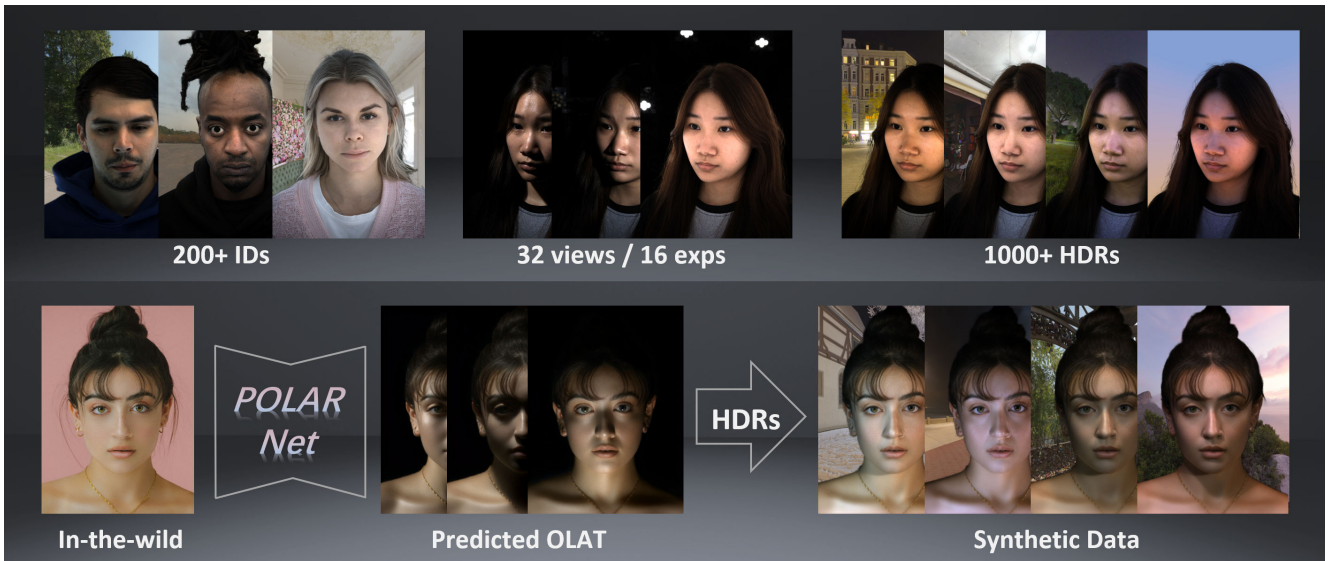 200+ IDs
32 views / 16 exps
1000+ HDRs
POLAR
Net
HDRs
In-the-wild
Predicted OLAT
Synthetic Data